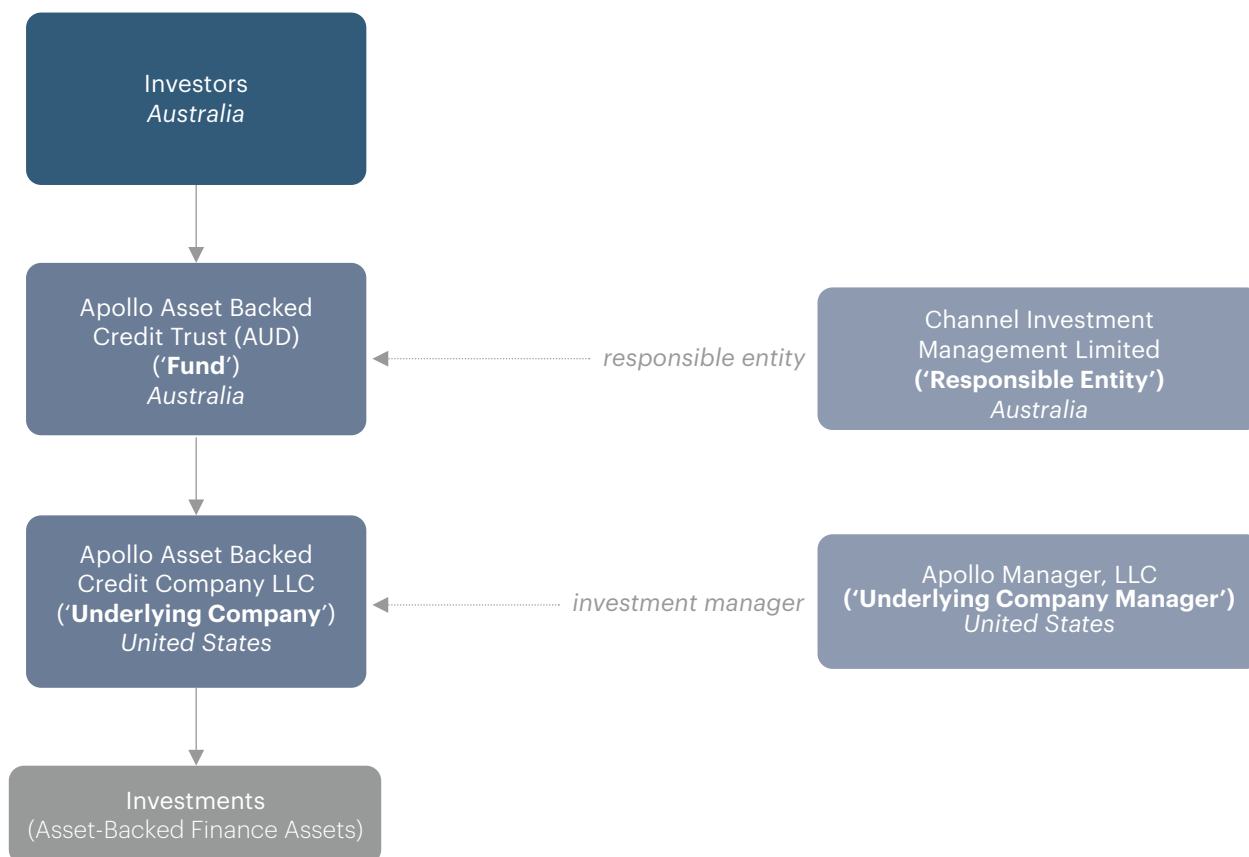 Investors
Australia
Apollo Asset Backed
Credit Trust (AUD)
(‘Fund’)
Australia
responsible entity
Channel Investment
Management Limited
(‘Responsible Entity’)
Australia
Apollo Asset Backed
Credit Company LLC
(‘Underlying Company’)
United States
investment manager
Apollo Manager, LLC
(‘Underlying Company Manager’)
United States
Investments
(Asset-Backed Finance Assets)